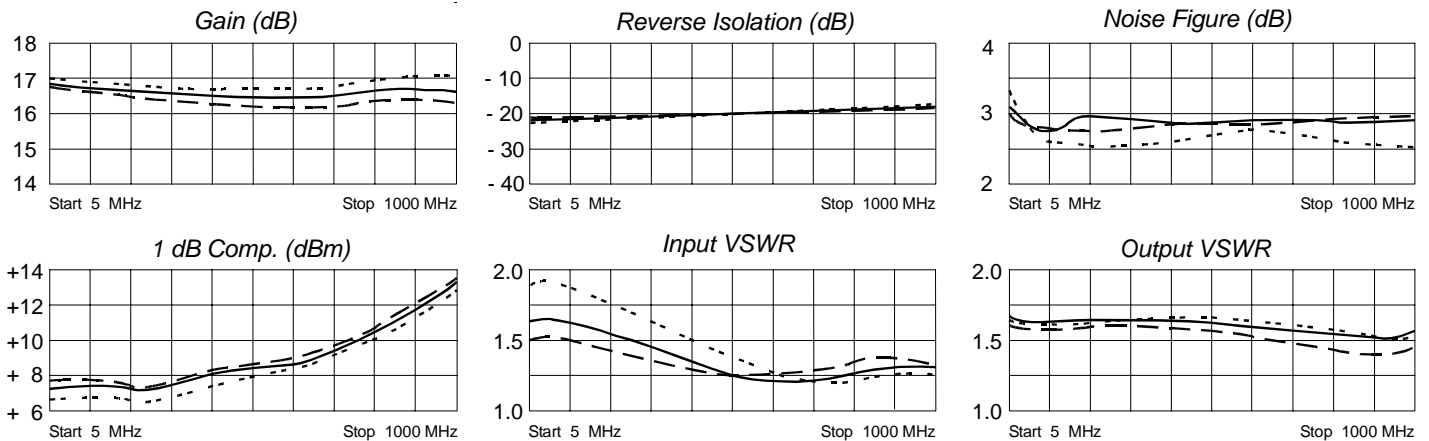 Gain (dB)
18
17
16
15
14
Start 5 MHz
Stop 1000 MHz
Reverse Isolation (dB)
0
- 10
- 20
- 30
- 40
Start 5 MHz
Stop 1000 MHz
Noise Figure (dB)
4
3
2
Start 5 MHz
Stop 1000 MHz
1 dB Comp. (dBm)
+14
+12
+10
+ 8
+ 6
Start 5 MHz
Stop 1000 MHz
Input VSWR
2.0
1.5
1.0
Start 5 MHz
Stop 1000 MHz
Output VSWR
2.0
1.5
1.0
Start 5 MHz
Stop 1000 MHz